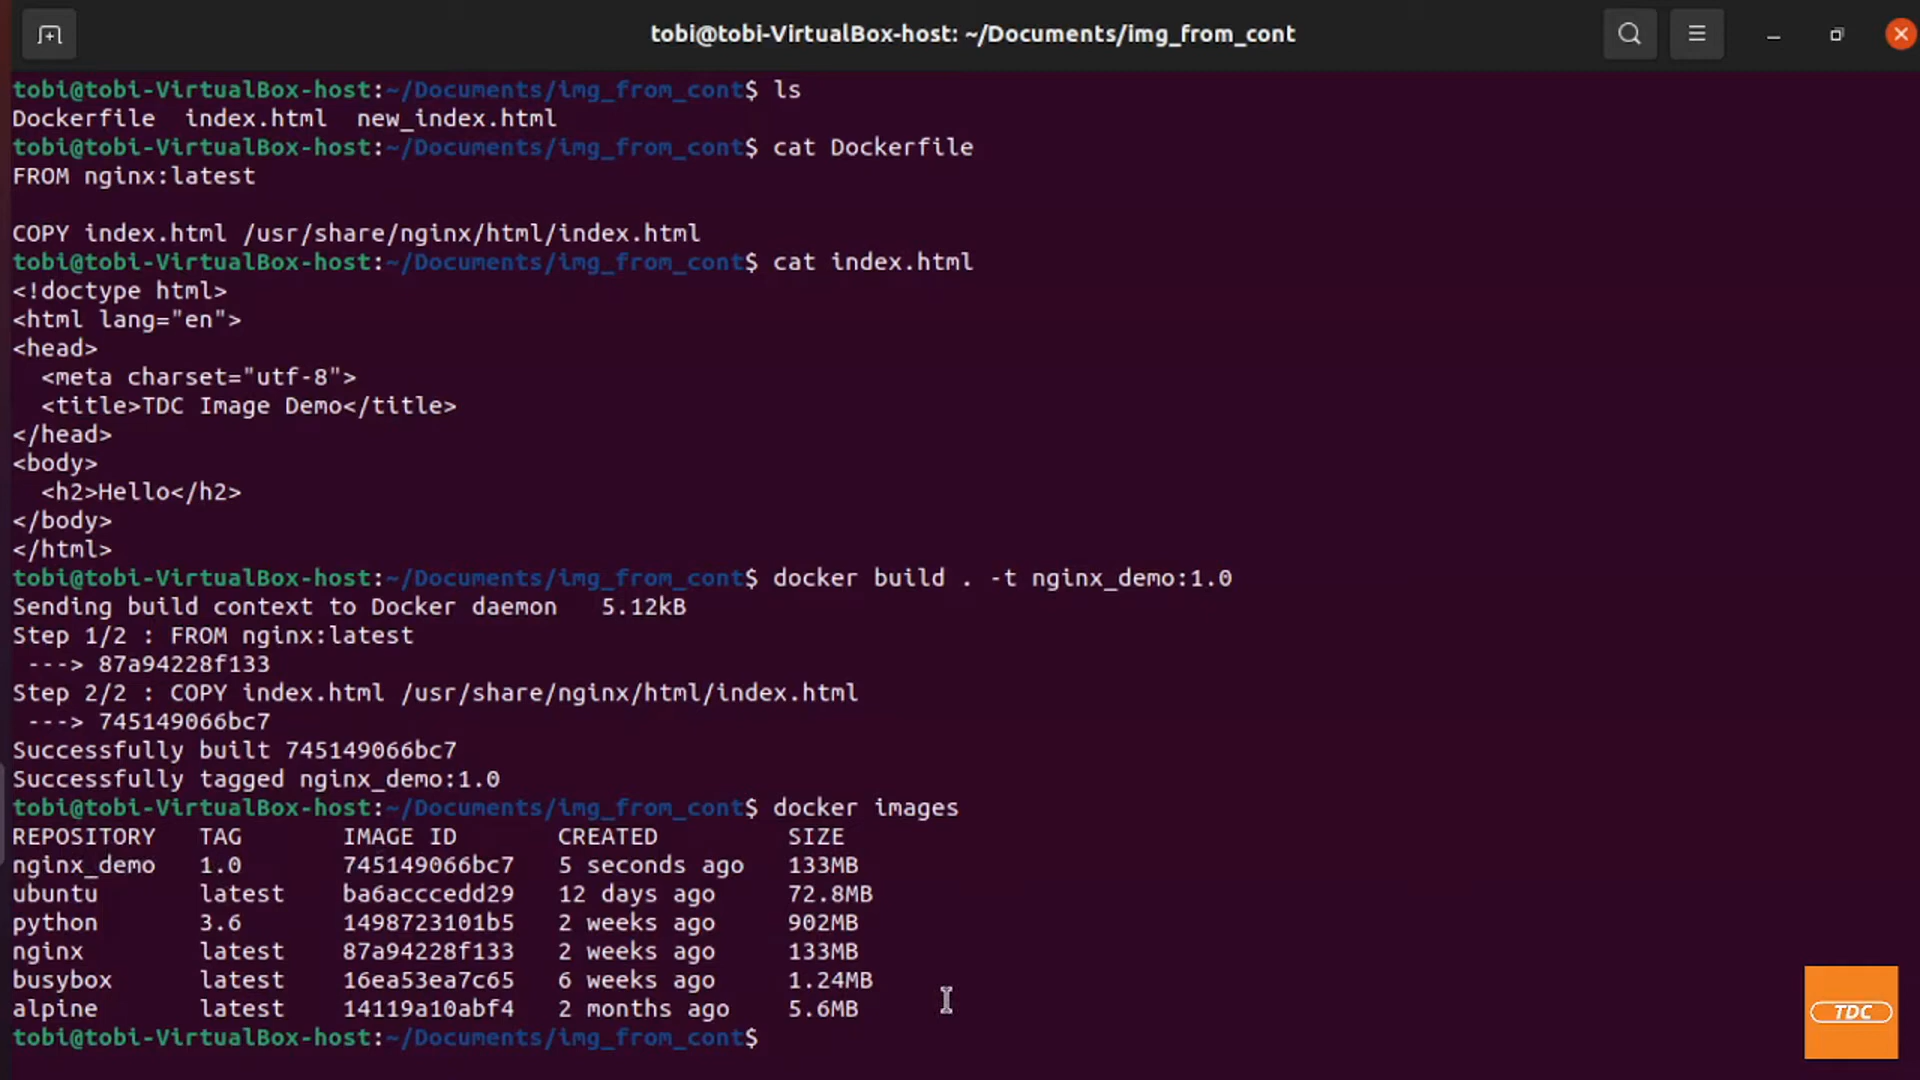 tobi@tobi-VirtualBox-host: ~/Documents/img_from_cont
tobi@tobi-VirtualBox-host:~/Documents/img_from_cont$ ls
Dockerfile  index.html  new_index.html
tobi@tobi-VirtualBox-host:~/Documents/img_from_cont$ cat Dockerfile
FROM nginx:latest
COPY index.html /usr/share/nginx/html/index.html
tobi@tobi-VirtualBox-host:~/Documents/img_from_cont$ cat index.html
<!doctype html>
<html lang="en">
<head>
  <meta charset="utf-8">
  <title>TDC Image Demo</title>
</head>
<body>
  <h2>Hello</h2>
</body>
</html>
tobi@tobi-VirtualBox-host:~/Documents/img_from_cont$ docker build . -t nginx_demo:1.0
Sending build context to Docker daemon   5.12kB
Step 1/2 : FROM nginx:latest
 ---> 87a94228f133
Step 2/2 : COPY index.html /usr/share/nginx/html/index.html
 ---> 745149066bc7
Successfully built 745149066bc7
Successfully tagged nginx_demo:1.0
tobi@tobi-VirtualBox-host:~/Documents/img_from_cont$ docker images
REPOSITORY   TAG       IMAGE ID       CREATED         SIZE
nginx_demo   1.0       745149066bc7   5 seconds ago   133MB
ubuntu       latest    ba6acccedd29   12 days ago     72.8MB
python       3.6       1498723101b5   2 weeks ago     902MB
nginx        latest    87a94228f133   2 weeks ago     133MB
busybox      latest    16ea53ea7c65   6 weeks ago     1.24MB
alpine       latest    14119a10abf4   2 months ago    5.6MB
tobi@tobi-VirtualBox-host:~/Documents/img_from_cont$
TDC